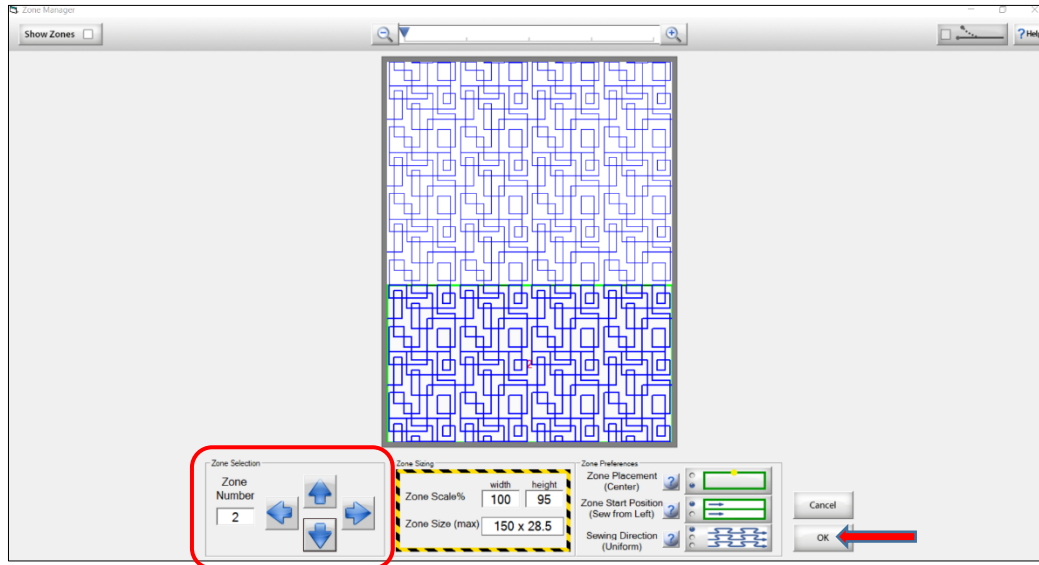 Zone Manager
Show Zones
? Help
2
Zone Selection
Zone
Number
2
Zone Sizing
width height
Zone Scale% 100 95
Zone Size (max) 150 x 28.5
Zone Preferences
Zone Placement
(Center)
?
Zone Start Position
(Sew from Left)
?
Sewing Direction
(Uniform)
?
Cancel
OK